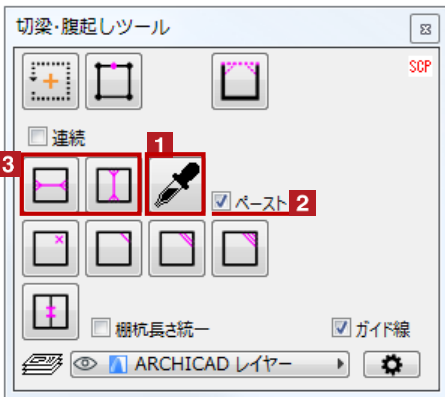 切梁・腹起しツール
SCP
連続
1
3
ペースト 2
棚杭長さ統一
ガイド線
ARCHICAD レイヤー